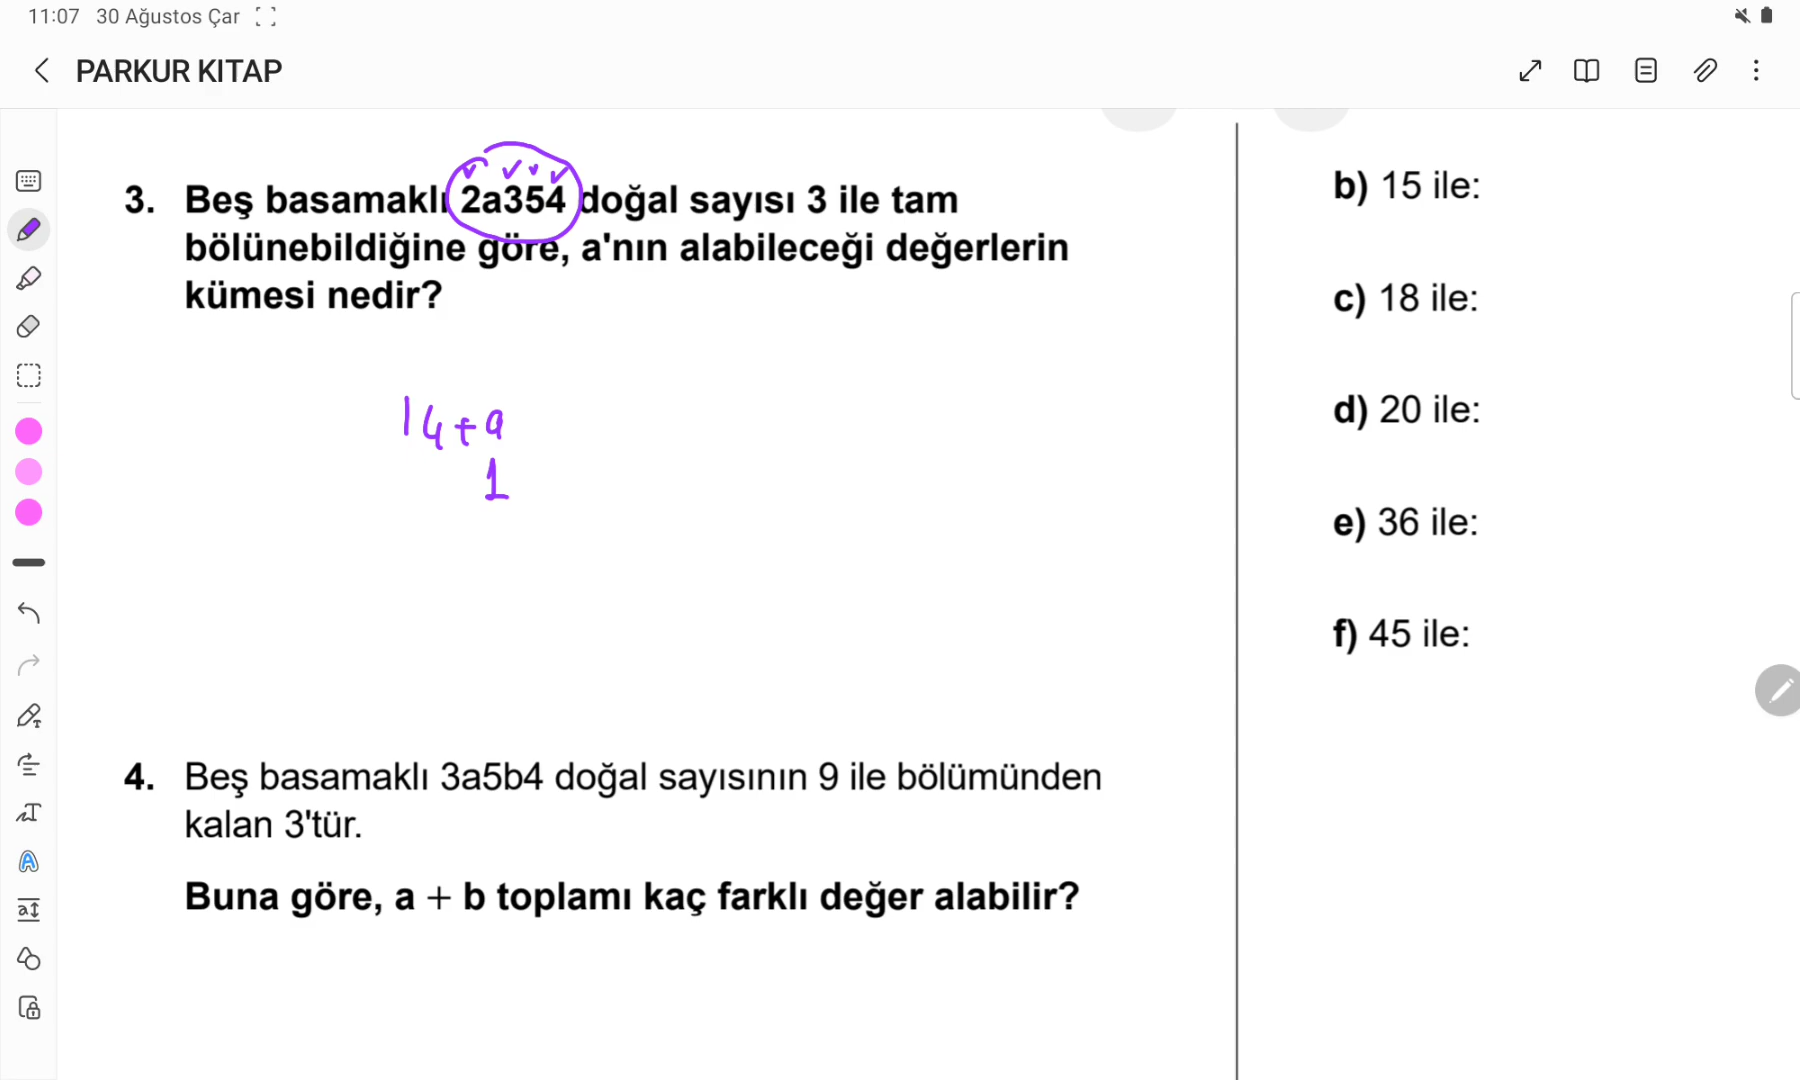 11:07 30 Ağustos Çar
PARKUR KITAP
3. Beş basamaklı 2a354 doğal sayısı 3 ile tam
bölünebildiğine göre, a'nın alabileceği değerlerin
kümesi nedir?
14+a
1
4. Beş basamaklı 3a5b4 doğal sayısının 9 ile bölümünden
kalan 3'tür.
Buna göre, a + b toplamı kaç farklı değer alabilir?
b) 15 ile:
c) 18 ile:
d) 20 ile:
e) 36 ile:
f) 45 ile: